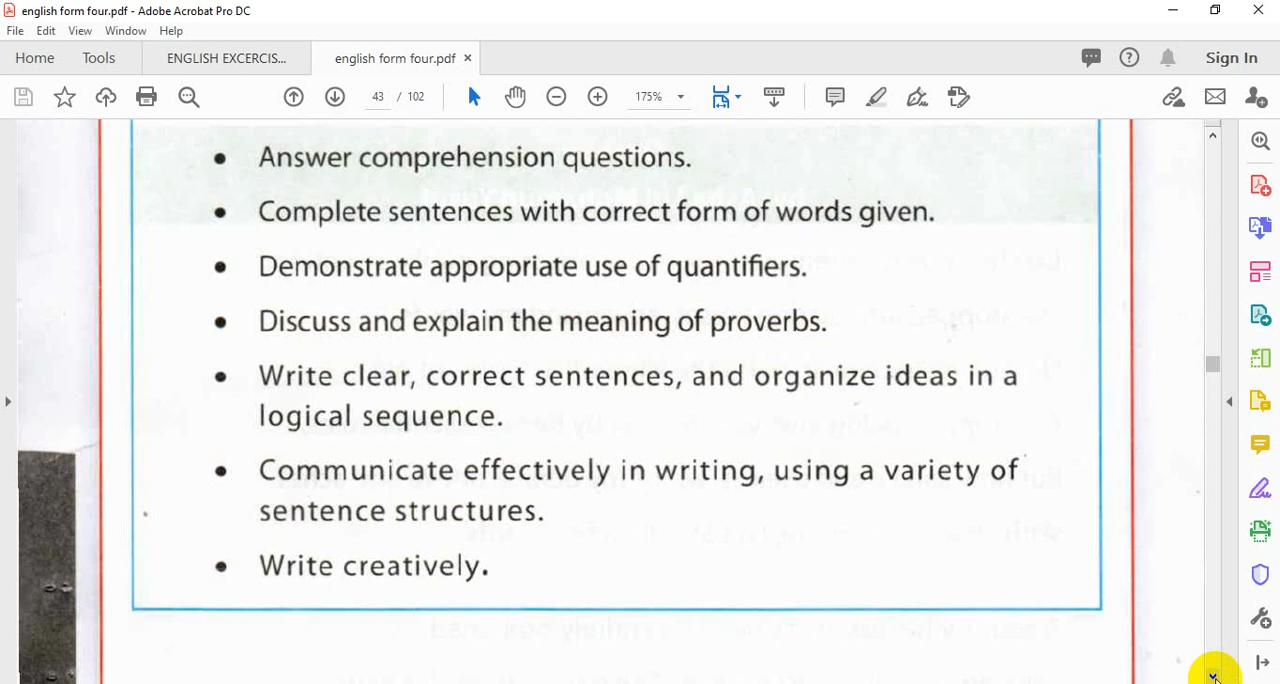 english form four.pdf - Adobe Acrobat Pro DC
File Edit View Window Help
Home Tools ENGLISH EXCERCIS... english form four.pdf × Sign In
43 / 102 175%
• Answer comprehension questions.
• Complete sentences with correct form of words given.
• Demonstrate appropriate use of quantifiers.
• Discuss and explain the meaning of proverbs.
• Write clear, correct sentences, and organize ideas in a
logical sequence.
• Communicate effectively in writing, using a variety of
sentence structures.
• Write creatively.